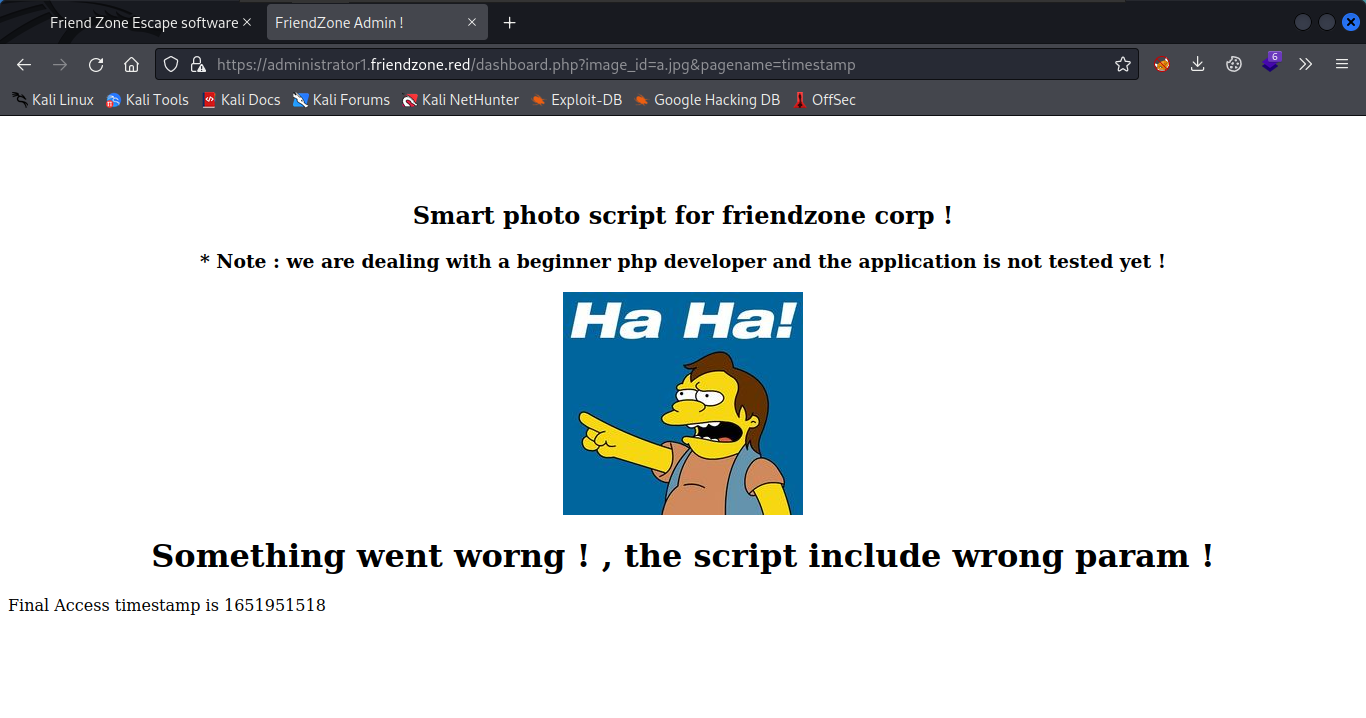 Friend Zone Escape software
FriendZone Admin !
https://administrator1.friendzone.red/dashboard.php?image_id=a.jpg&pagename=timestamp
6
Kali Linux Kali Tools Kali Docs Kali Forums Kali NetHunter Exploit-DB Google Hacking DB OffSec
Smart photo script for friendzone corp !
* Note : we are dealing with a beginner php developer and the application is not tested yet !
Ha Ha!
Something went worng ! , the script include wrong param !
Final Access timestamp is 1651951518